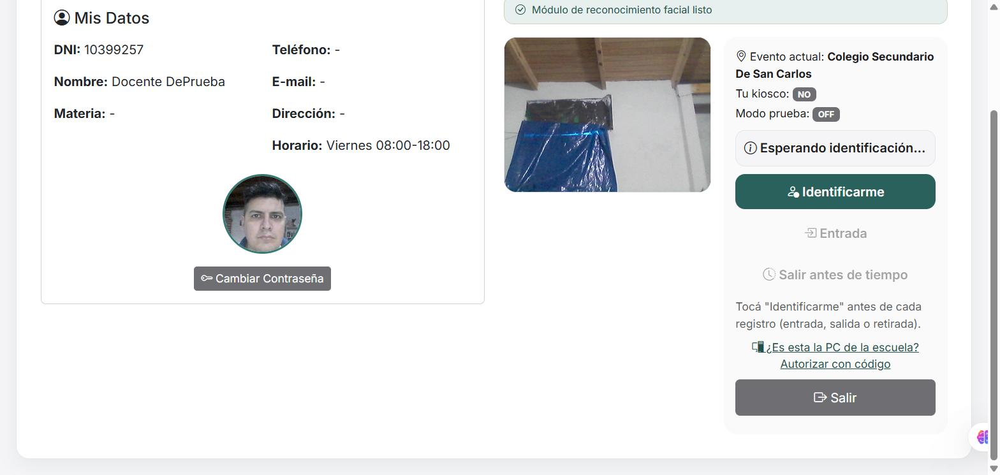 Mis Datos
DNI: 10399257
Teléfono: -
Nombre: Docente DePrueba
E-mail: -
Materia: -
Dirección: -
Horario: Viernes 08:00-18:00
Cambiar Contraseña
Módulo de reconocimiento facial listo
Evento actual: Colegio Secundario
De San Carlos
Tu kiosco: NO
Modo prueba: OFF
Esperando identificación...
Identificarme
Entrada
Salir antes de tiempo
Tocá "Identificarme" antes de cada
registro (entrada, salida o retirada).
¿Es esta la PC de la escuela?
Autorizar con código
Salir